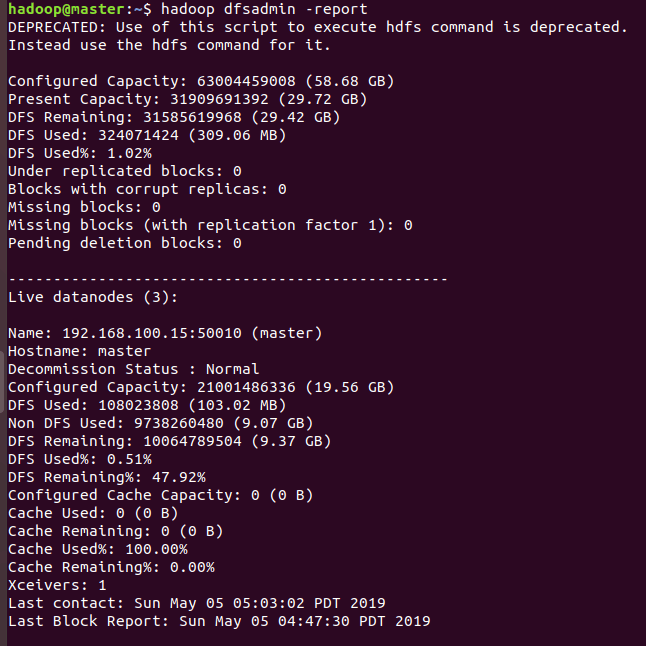 hadoop@master:~$ hadoop dfsadmin -report
DEPRECATED: Use of this script to execute hdfs command is deprecated.
Instead use the hdfs command for it.
Configured Capacity: 63004459008 (58.68 GB)
Present Capacity: 31909691392 (29.72 GB)
DFS Remaining: 31585619968 (29.42 GB)
DFS Used: 324071424 (309.06 MB)
DFS Used%: 1.02%
Under replicated blocks: 0
Blocks with corrupt replicas: 0
Missing blocks: 0
Missing blocks (with replication factor 1): 0
Pending deletion blocks: 0
-------------------------------------------------
Live datanodes (3):
Name: 192.168.100.15:50010 (master)
Hostname: master
Decommission Status : Normal
Configured Capacity: 21001486336 (19.56 GB)
DFS Used: 108023808 (103.02 MB)
Non DFS Used: 9738260480 (9.07 GB)
DFS Remaining: 10064789504 (9.37 GB)
DFS Used%: 0.51%
DFS Remaining%: 47.92%
Configured Cache Capacity: 0 (0 B)
Cache Used: 0 (0 B)
Cache Remaining: 0 (0 B)
Cache Used%: 100.00%
Cache Remaining%: 0.00%
Xceivers: 1
Last contact: Sun May 05 05:03:02 PDT 2019
Last Block Report: Sun May 05 04:47:30 PDT 2019